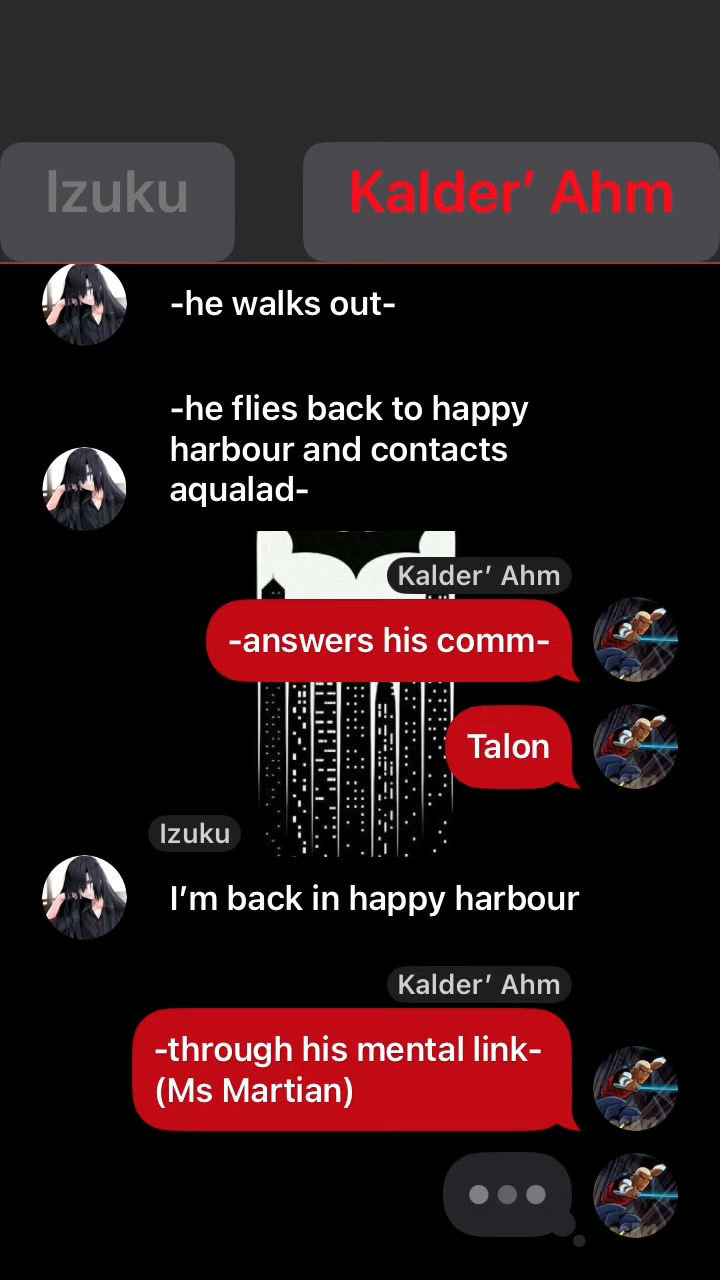 Izuku
Kalder’ Ahm
-he walks out-
-he flies back to happy
harbour and contacts
aqualad-
Kalder’ Ahm
-answers his comm-
Talon
Izuku
I’m back in happy harbour
Kalder’ Ahm
-through his mental link-
(Ms Martian)